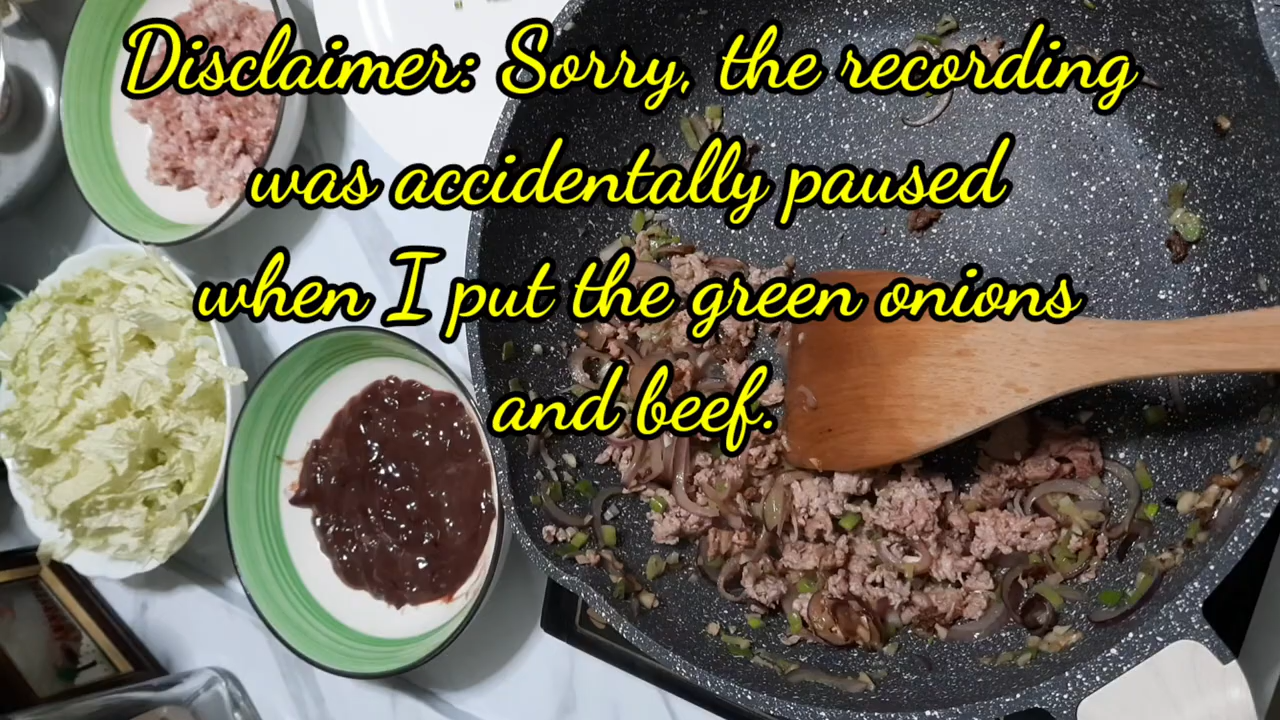 Disclaimer: Sorry, the recording
was accidentally paused
when I put the green onions
and beef.